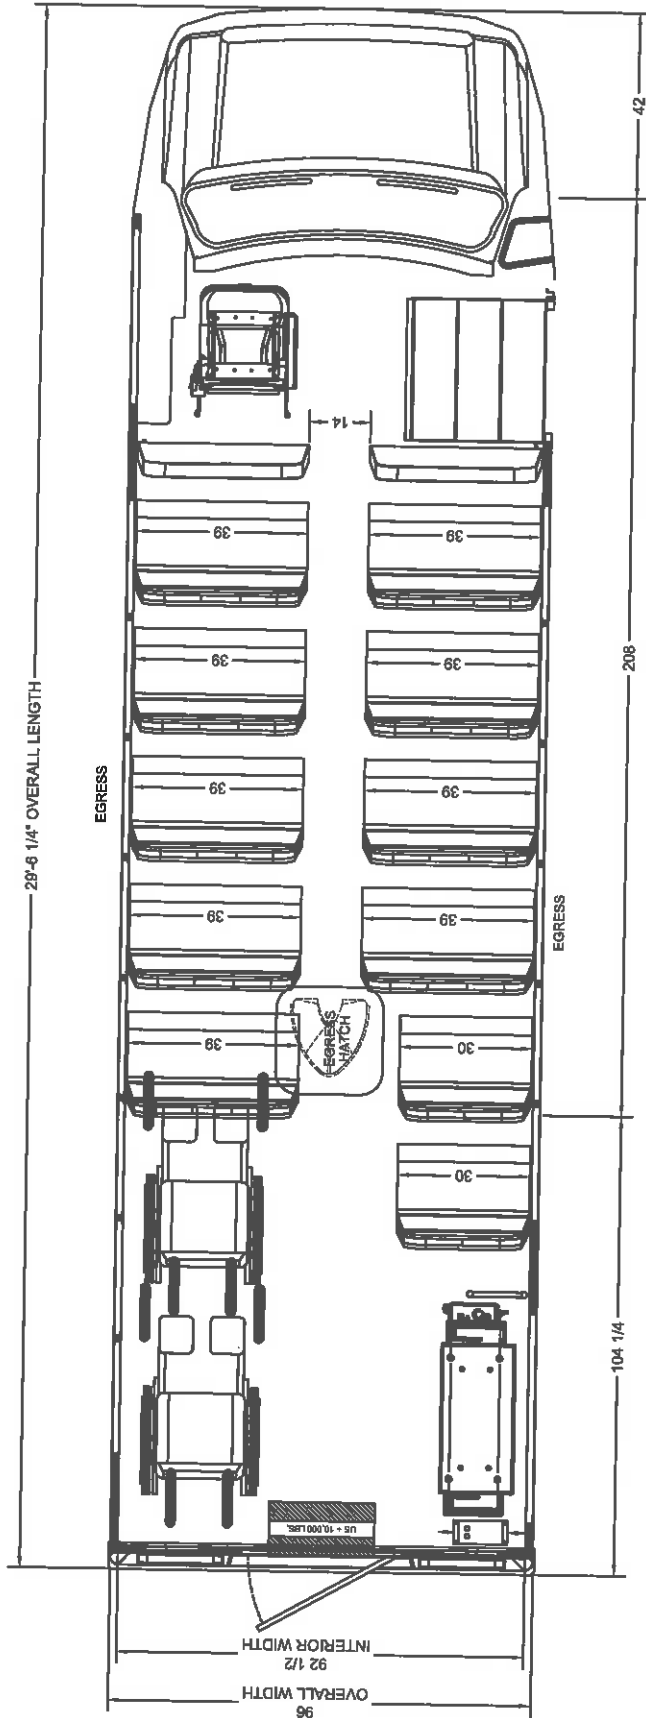 42
29'-6 1/4" OVERALL LENGTH
14
39
39
39
39
208
EGRESS
39
39
39
39
EGRESS
EGRESS
HATCH
39
30
30
104 1/4
US - 10,000 LBS.
INTERIOR WIDTH
92 1/2
OVERALL WIDTH
96